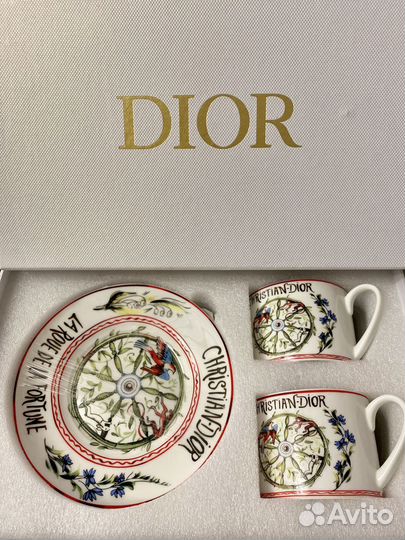 DIOR
LA ROUE DE LA FORTUNE
CHRISTIAN-DIOR
CHRISTIAN-DIOR
CHRISTIAN-DIOR
Avito